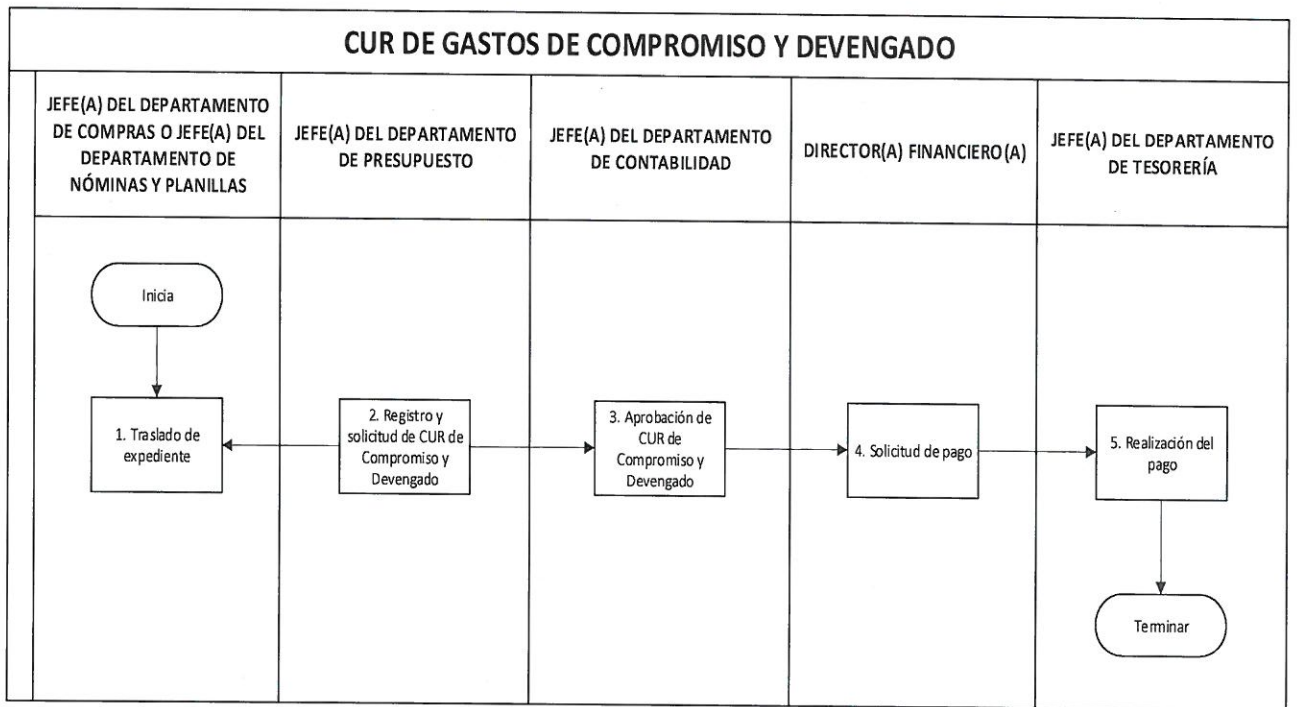 CUR DE GASTOS DE COMPROMISO Y DEVENGADO
JEFE(A) DEL DEPARTAMENTO
DE COMPRAS O JEFE(A) DEL
DEPARTAMENTO DE
NÓMINAS Y PLANILLAS
JEFE(A) DEL DEPARTAMENTO
DE PRESUPUESTO
JEFE(A) DEL DEPARTAMENTO
DE CONTABILIDAD
DIRECTOR(A) FINANCIERO(A)
JEFE(A) DEL DEPARTAMENTO
DE TESORERÍA
Inicia
1. Traslado de
expediente
2. Registro y
solicitud de CUR de
Compromiso y
Devengado
3. Aprobación de
CUR de
Compromiso y
Devengado
4. Solicitud de pago
5. Realización del
pago
Terminar